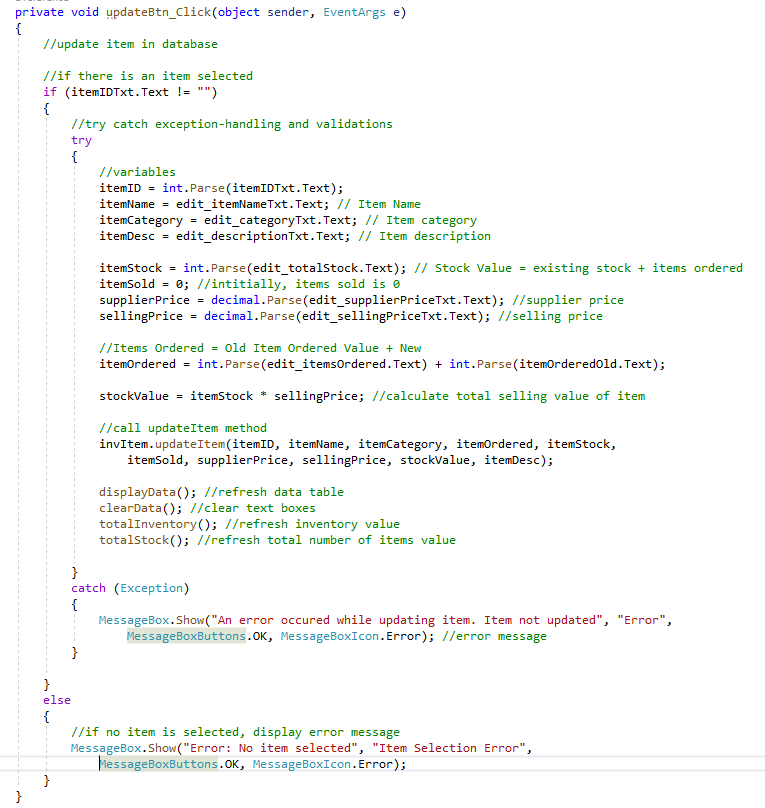 private void updateBtn_Click(object sender, EventArgs e)
{
    //update item in database

    //if there is an item selected
    if (itemIDTxt.Text != "")
    {
        //try catch exception-handling and validations
        try
        {
            //variables
            itemID = int.Parse(itemIDTxt.Text);
            itemName = edit_itemNameTxt.Text; // Item Name
            itemCategory = edit_categoryTxt.Text; // Item category
            itemDesc = edit_descriptionTxt.Text; // Item description

            itemStock = int.Parse(edit_totalStock.Text); // Stock Value = existing stock + items ordered
            itemSold = 0; //intitially, items sold is 0
            supplierPrice = decimal.Parse(edit_supplierPriceTxt.Text); //supplier price
            sellingPrice = decimal.Parse(edit_sellingPriceTxt.Text); //selling price

            //Items Ordered = Old Item Ordered Value + New
            itemOrdered = int.Parse(edit_itemsOrdered.Text) + int.Parse(itemOrderedOld.Text);

            stockValue = itemStock * sellingPrice; //calculate total selling value of item

            //call updateItem method
            invItem.updateItem(itemID, itemName, itemCategory, itemOrdered, itemStock,
                itemSold, supplierPrice, sellingPrice, stockValue, itemDesc);

            displayData(); //refresh data table
            clearData(); //clear text boxes
            totalInventory(); //refresh inventory value
            totalStock(); //refresh total number of items value

        }
        catch (Exception)
        {
            MessageBox.Show("An error occured while updating item. Item not updated", "Error",
                MessageBoxButtons.OK, MessageBoxIcon.Error); //error message
        }

    }
    else
    {
        //if no item is selected, display error message
        MessageBox.Show("Error: No item selected", "Item Selection Error",
            MessageBoxButtons.OK, MessageBoxIcon.Error);
    }
}